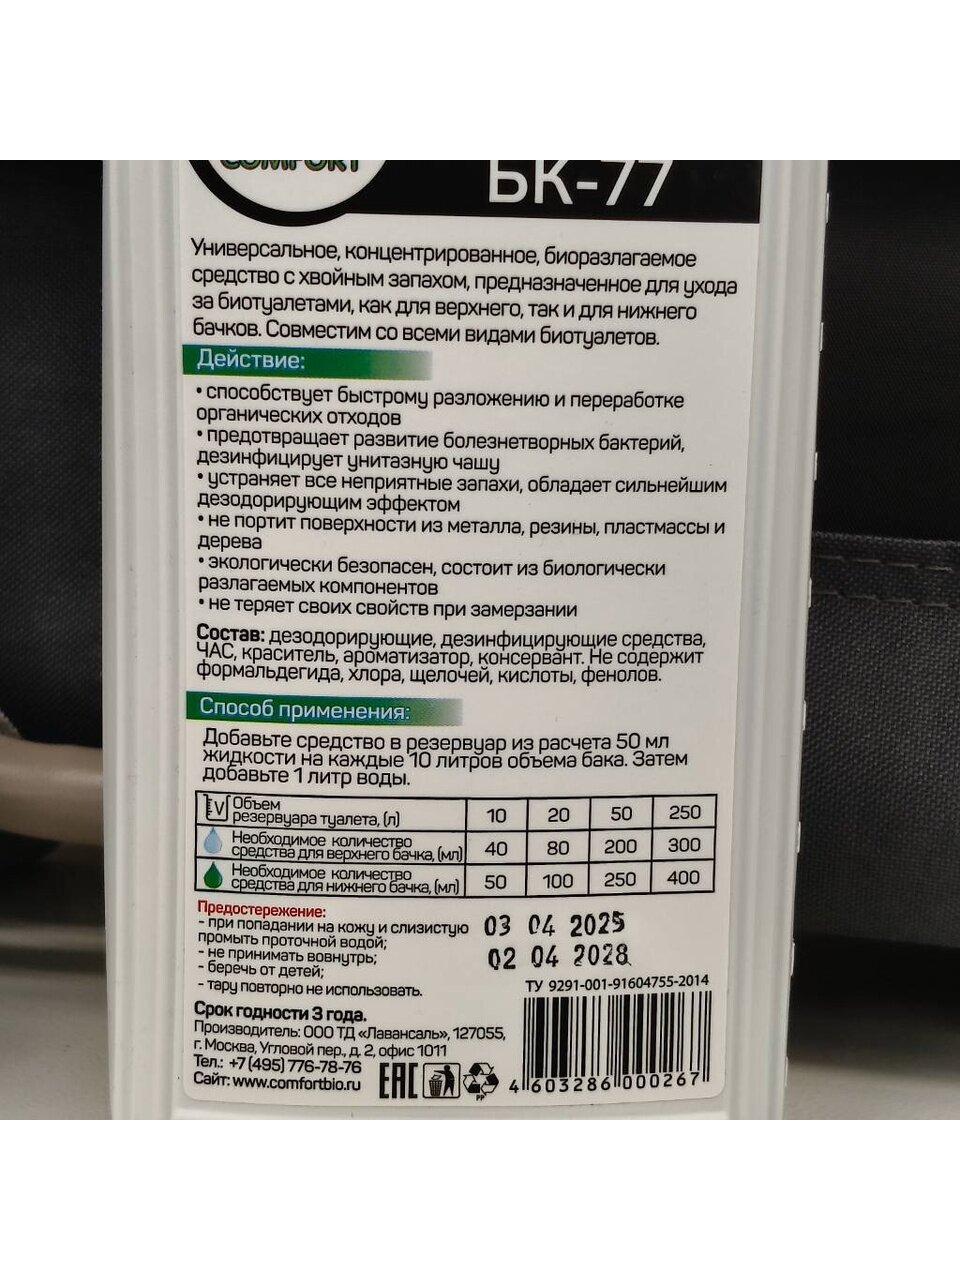 COMFORT
БК-77
Универсальное, концентрированное, биоразлагаемое
средство с хвойным запахом, предназначенное для ухода
за биотуалетами, как для верхнего, так и для нижнего
бачков. Совместим со всеми видами биотуалетов.
Действие:
• способствует быстрому разложению и переработке
органических отходов
• предотвращает развитие болезнетворных бактерий,
дезинфицирует унитазную чашу
• устраняет все неприятные запахи, обладает сильнейшим
дезодорирующим эффектом
• не портит поверхности из металла, резины, пластмассы и
дерева
• экологически безопасен, состоит из биологически
разлагаемых компонентов
• не теряет своих свойств при замерзании
Состав: дезодорирующие, дезинфицирующие средства,
ЧАС, краситель, ароматизатор, консервант. Не содержит
формальдегида, хлора, щелочей, кислоты, фенолов.
Способ применения:
Добавьте средство в резервуар из расчета 50 мл
жидкости на каждые 10 литров объема бака. Затем
добавьте 1 литр воды.
V Объем
резервуара туалета, (л) 10 20 50 250
Необходимое количество
средства для верхнего бачка, (мл) 40 80 200 300
Необходимое количество
средства для нижнего бачка, (мл) 50 100 250 400
Предостережение:
- при попадании на кожу и слизистую
промыть проточной водой;
- не принимать вовнутрь;
- беречь от детей;
- тару повторно не использовать.
03 04 2025
02 04 2028
ТУ 9291-001-91604755-2014
Срок годности 3 года.
Производитель: ООО ТД «Лавансаль», 127055,
г. Москва, Угловой пер., д. 2, офис 1011
Тел.: +7 (495) 776-78-76
Сайт: www.comfortbio.ru
EAC
PP
4 603286 000267